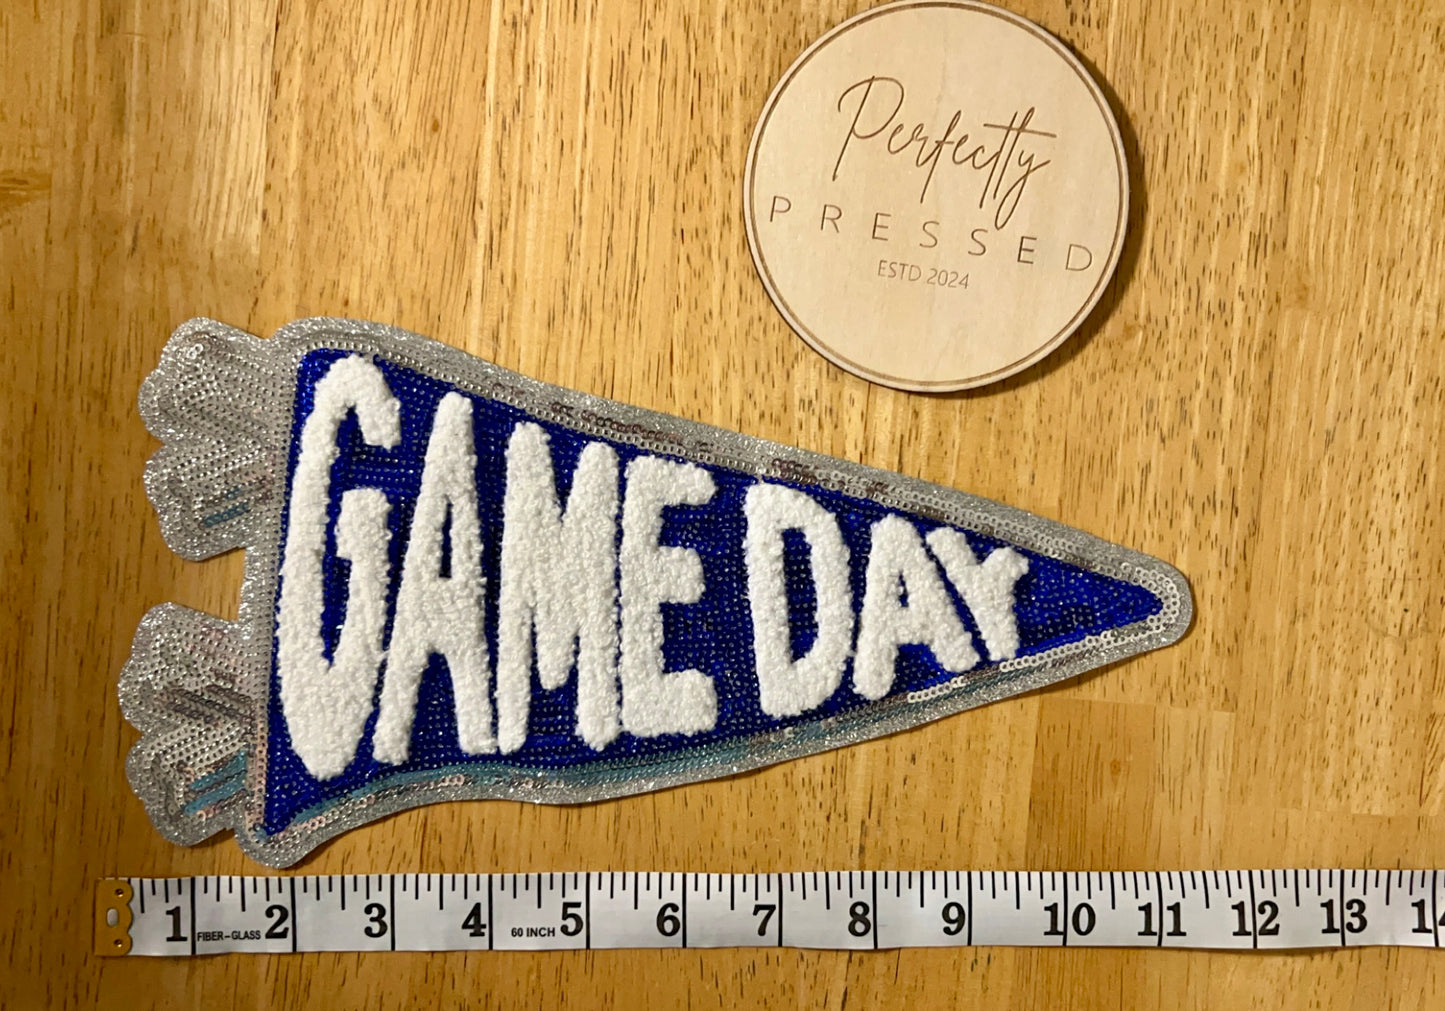 Perfectly
PRESSED
ESTD 2024
GAME DAY
1 2 3 4 5 6 7 8 9 10 11 12 13 14
FIBER-GLASS
60 INCH